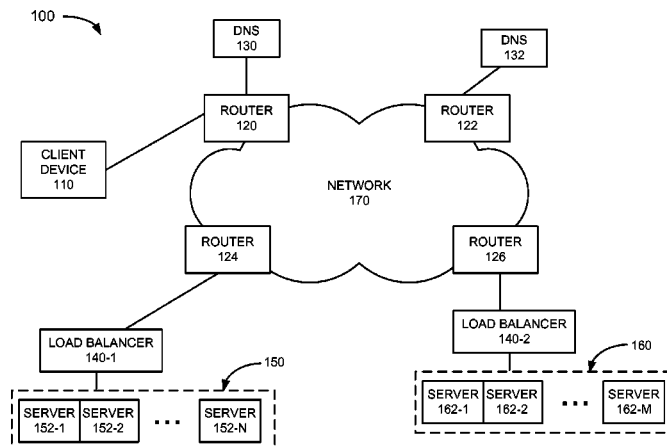 100
DNS
130
DNS
132
ROUTER
120
ROUTER
122
CLIENT
DEVICE
110
NETWORK
170
ROUTER
124
ROUTER
126
LOAD BALANCER
140-1
LOAD BALANCER
140-2
150
160
SERVER
152-1
SERVER
152-2
• • •
SERVER
152-N
SERVER
162-1
SERVER
162-2
• • •
SERVER
162-M